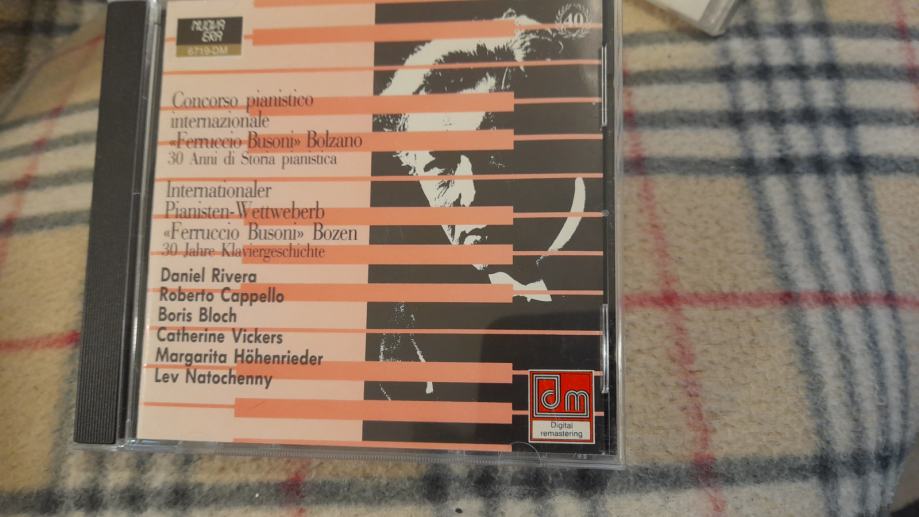 NUOVA
ERA
6719-DM
40
Concorso pianistico
internazionale
«Ferruccio Busoni» Bolzano
30 Anni di Storia pianistica
Internationaler
Pianisten-Wettweberb
«Ferruccio Busoni» Bozen
30 Jahre Klaviergeschichte
Daniel Rivera
Roberto Cappello
Boris Bloch
Catherine Vickers
Margarita Höhenrieder
Lev Natochenny
dm
Digital
remastering